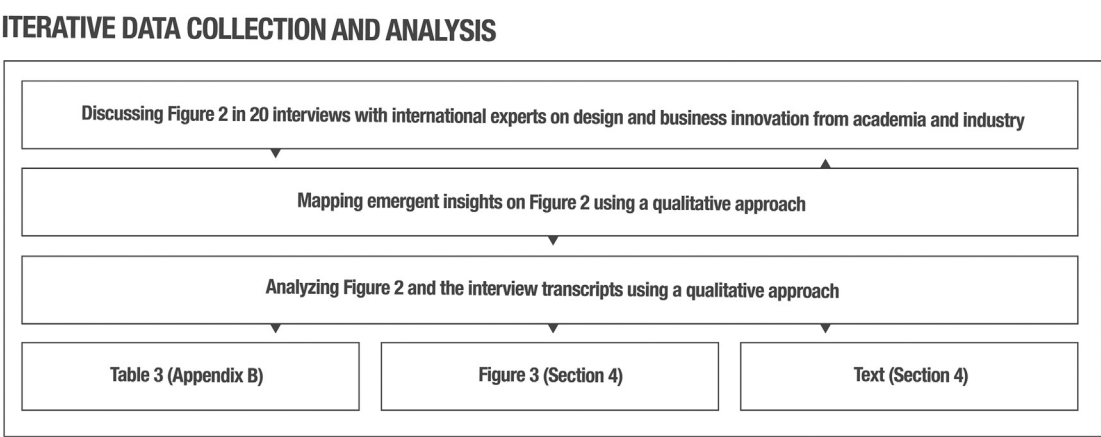 ITERATIVE DATA COLLECTION AND ANALYSIS
Discussing Figure 2 in 20 interviews with international experts on design and business innovation from academia and industry
Mapping emergent insights on Figure 2 using a qualitative approach
Analyzing Figure 2 and the interview transcripts using a qualitative approach
Table 3 (Appendix B)
Figure 3 (Section 4)
Text (Section 4)